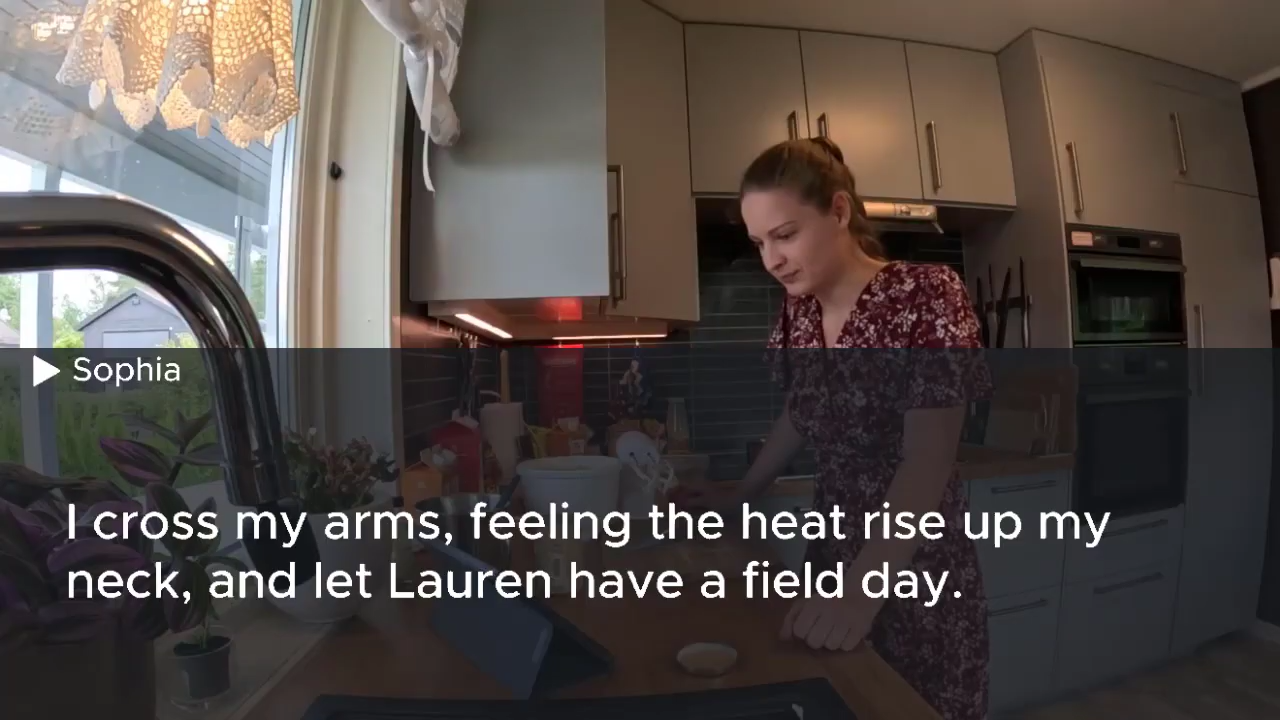 Sophia
I cross my arms, feeling the heat rise up my
neck, and let Lauren have a field day.